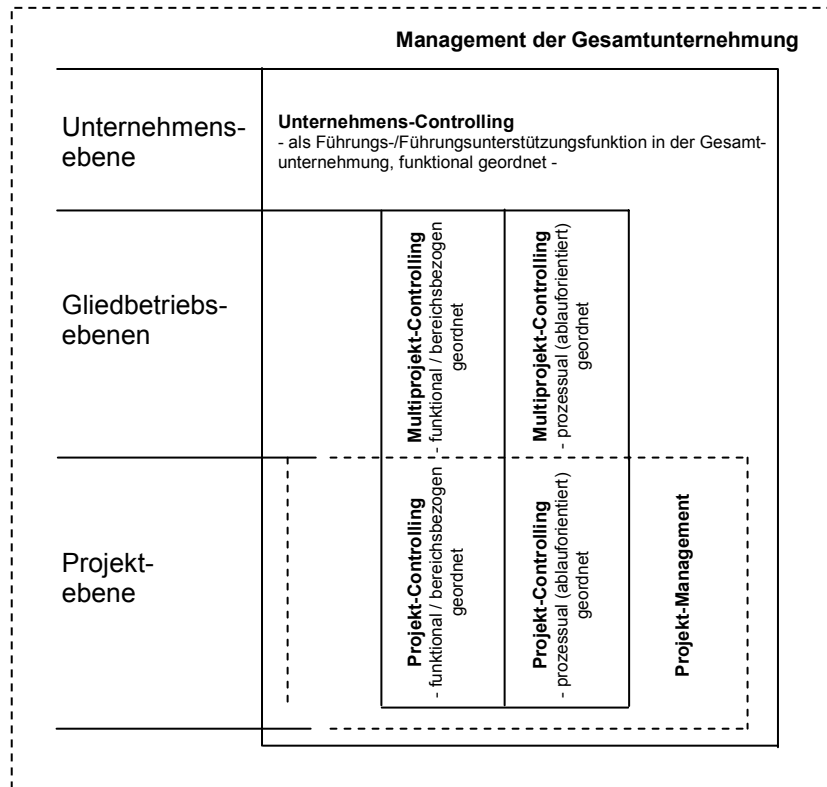 Management der Gesamtunternehmung
Unternehmens-
ebene
Unternehmens-Controlling
- als Führungs-/Führungsunterstützungsfunktion in der Gesamt-
unternehmung, funktional geordnet -
Gliedbetriebs-
ebenen
Multiprojekt-Controlling
- funktional / bereichsbezogen
geordnet
Multiprojekt-Controlling
- prozessual (ablauforientiert)
geordnet
Projekt-
ebene
Projekt-Controlling
- funktional / bereichsbezogen
geordnet
Projekt-Controlling
- prozessual (ablauforientiert)
geordnet
Projekt-Management